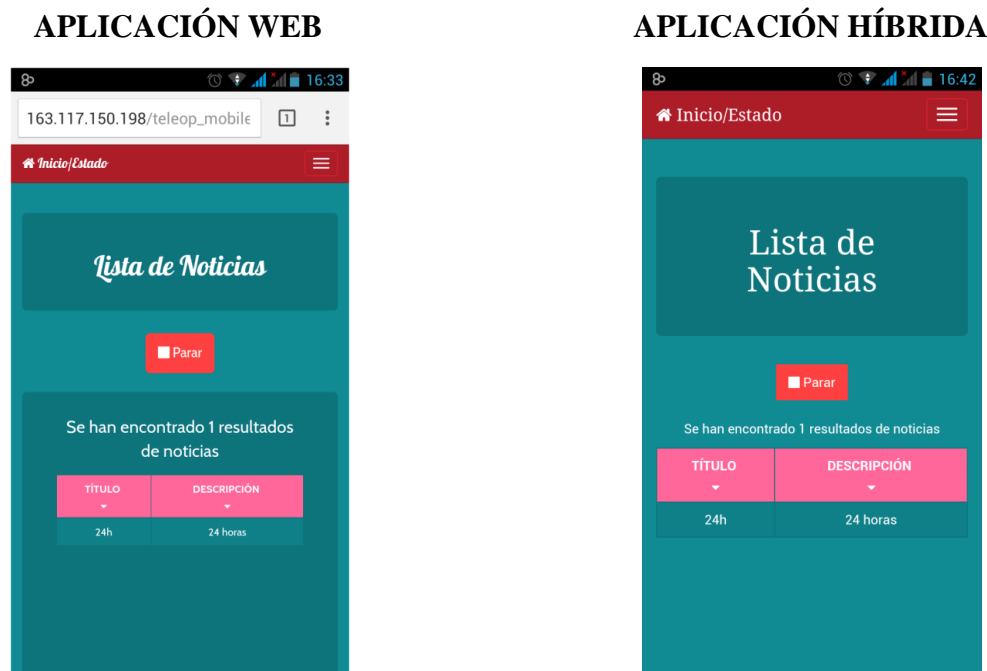 APLICACIÓN WEB
16:33
163.117.150.198/teleop_mobile
1
Inicio/Estado
Lista de Noticias
Parar
Se han encontrado 1 resultados
de noticias
TÍTULO DESCRIPCIÓN
24h 24 horas
APLICACIÓN HÍBRIDA
16:42
Inicio/Estado
Lista de
Noticias
Parar
Se han encontrado 1 resultados de noticias
TÍTULO DESCRIPCIÓN
24h 24 horas